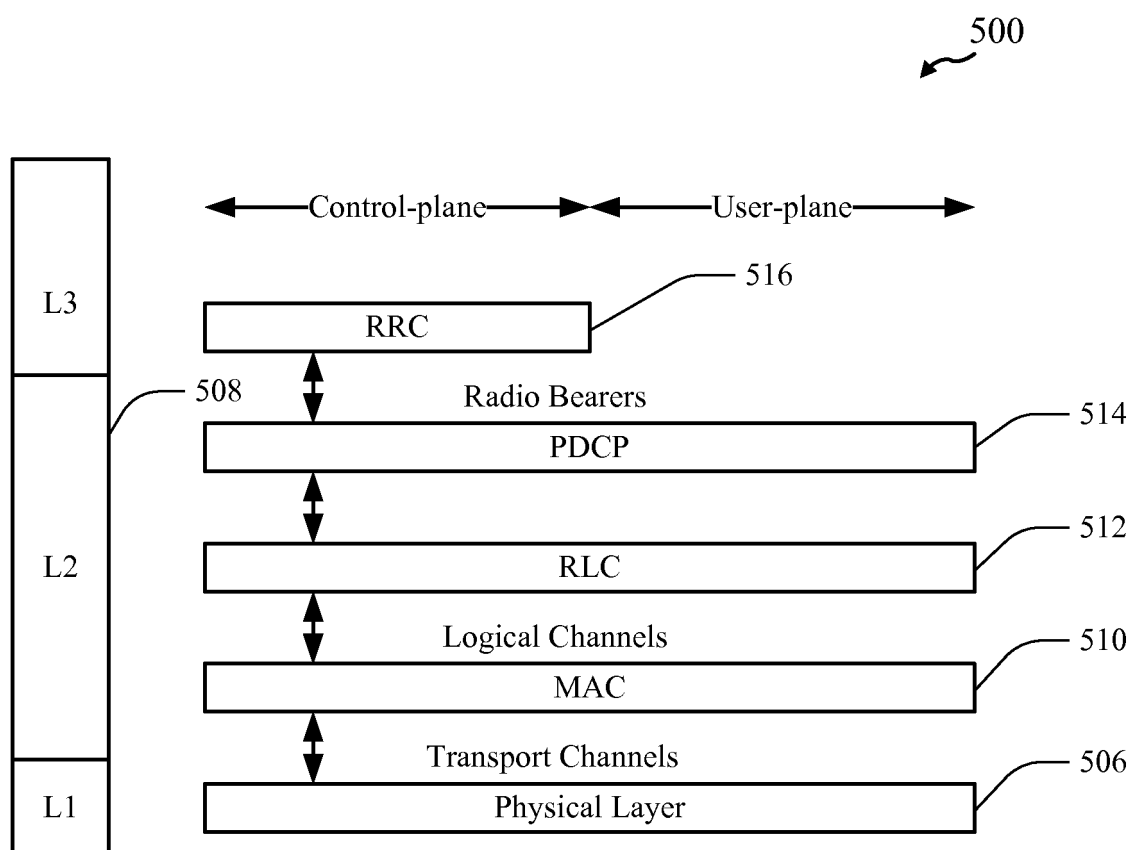 500
Control-plane
User-plane
516
L3
RRC
508
Radio Bearers
514
PDCP
512
L2
RLC
Logical Channels
510
MAC
Transport Channels
506
L1
Physical Layer